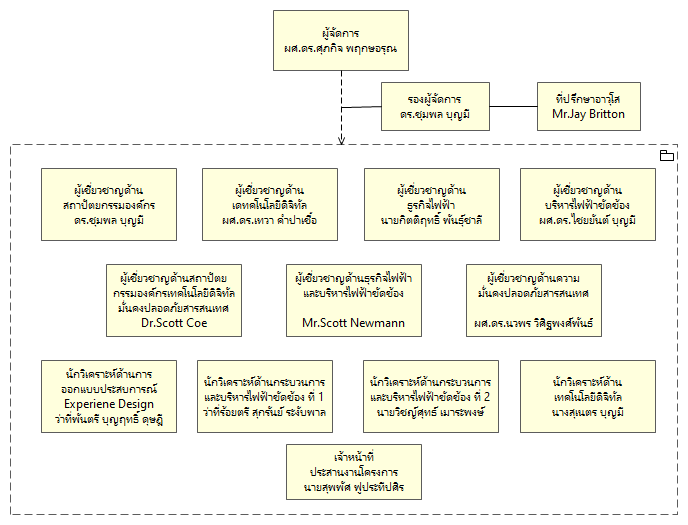 ผู้จัดการ
ผศ.ดร.ศุภกิจ พฤกษอรุณ
รองผู้จัดการ
ดร.ชุมพล บุญมี
ที่ปรึกษาอาวุโส
Mr.Jay Britton
ผู้เชี่ยวชาญด้าน
สถาปัตยกรรมองค์กร
ดร.ชุมพล บุญมี
ผู้เชี่ยวชาญด้าน
เดทคโนโลยีดิจิทัล
ผศ.ดร.เทวา คำปาเชื้อ
ผู้เชี่ยวชาญด้าน
ธุรกิจไฟฟ้า
นายกิตติฤทธิ์ พันธุ์ชาลี
ผู้เชี่ยวชาญด้าน
บริหารไฟฟ้าขัดข้อง
ผศ.ดร.ไชยยันต์ บุญมี
ผู้เชี่ยวชาญด้านสถาปัตย
กรรมองค์กรเทคโนโลยีดิจิทัล
มั่นคงปลอดภัยสารสนเทศ
Dr.Scott Coe
ผู้เชี่ยวชาญด้านธุรกิจไฟฟ้า
และบริหารไฟฟ้าขัดข้อง
Mr.Scott Newmann
ผู้เชี่ยวชาญด้านความ
มั่นคงปลอดภัยสารสนเทศ
ผศ.ดร.นวพร วิสิฐพงศ์พันธ์
นักวิเคราะห์ด้านการ
ออกแบบประสบการณ์
Experiene Design
ว่าที่พันตรี บุญฤทธิ์ ดุษฎี
นักวิเคราะห์ด้านกระบวนการ
และบริหารไฟฟ้าขัดข้อง ที่ 1
ว่าที่ร้อยตรี สุกรันย์ ระงับพาล
นักวิเคราะห์ด้านกระบวนการ
และบริหารไฟฟ้าขัดข้อง ที่ 2
นายวิชญ์สุทธ์ เมาระพงษ์
นักวิเคราะห์ด้าน
เทคโนโลยีดิจิทัล
นางสุเนตร บุญมี
เจ้าหน้าที่
ประสานงานโครงการ
นายสุพพัศ ฟูประทีปศิร